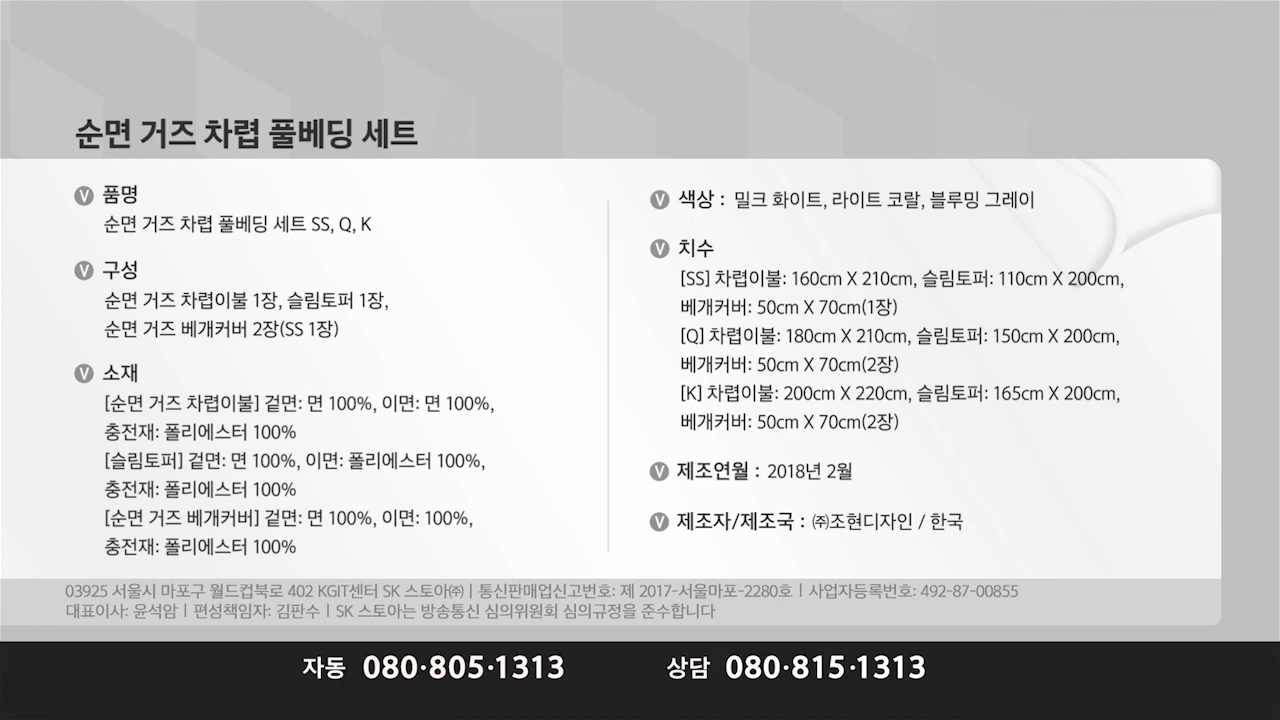 순면 거즈 차렵 풀베딩 세트
품명
순면 거즈 차렵 풀베딩 세트 SS, Q, K
구성
순면 거즈 차렵이불 1장, 슬림토퍼 1장,
순면 거즈 베개커버 2장(SS 1장)
소재
[순면 거즈 차렵이불] 겉면: 면 100%, 이면: 면 100%,
충전재: 폴리에스터 100%
[슬림토퍼] 겉면: 면 100%, 이면: 폴리에스터 100%,
충전재: 폴리에스터 100%
[순면 거즈 베개커버] 겉면: 면 100%, 이면: 100%,
충전재: 폴리에스터 100%
색상 : 밀크 화이트, 라이트 코랄, 블루밍 그레이
치수
[SS] 차렵이불: 160cm X 210cm, 슬림토퍼: 110cm X 200cm,
베개커버: 50cm X 70cm(1장)
[Q] 차렵이불: 180cm X 210cm, 슬림토퍼: 150cm X 200cm,
베개커버: 50cm X 70cm(2장)
[K] 차렵이불: 200cm X 220cm, 슬림토퍼: 165cm X 200cm,
베개커버: 50cm X 70cm(2장)
제조연월 : 2018년 2월
제조자/제조국 : ㈜조현디자인 / 한국
03925 서울시 마포구 월드컵북로 402 KGIT센터 SK 스토아㈜ | 통신판매업신고번호: 제 2017-서울마포-2280호 | 사업자등록번호: 492-87-00855
대표이사: 윤석암 | 편성책임자: 김판수 | SK 스토아는 방송통신 심의위원회 심의규정을 준수합니다
자동 080·805·1313 상담 080·815·1313